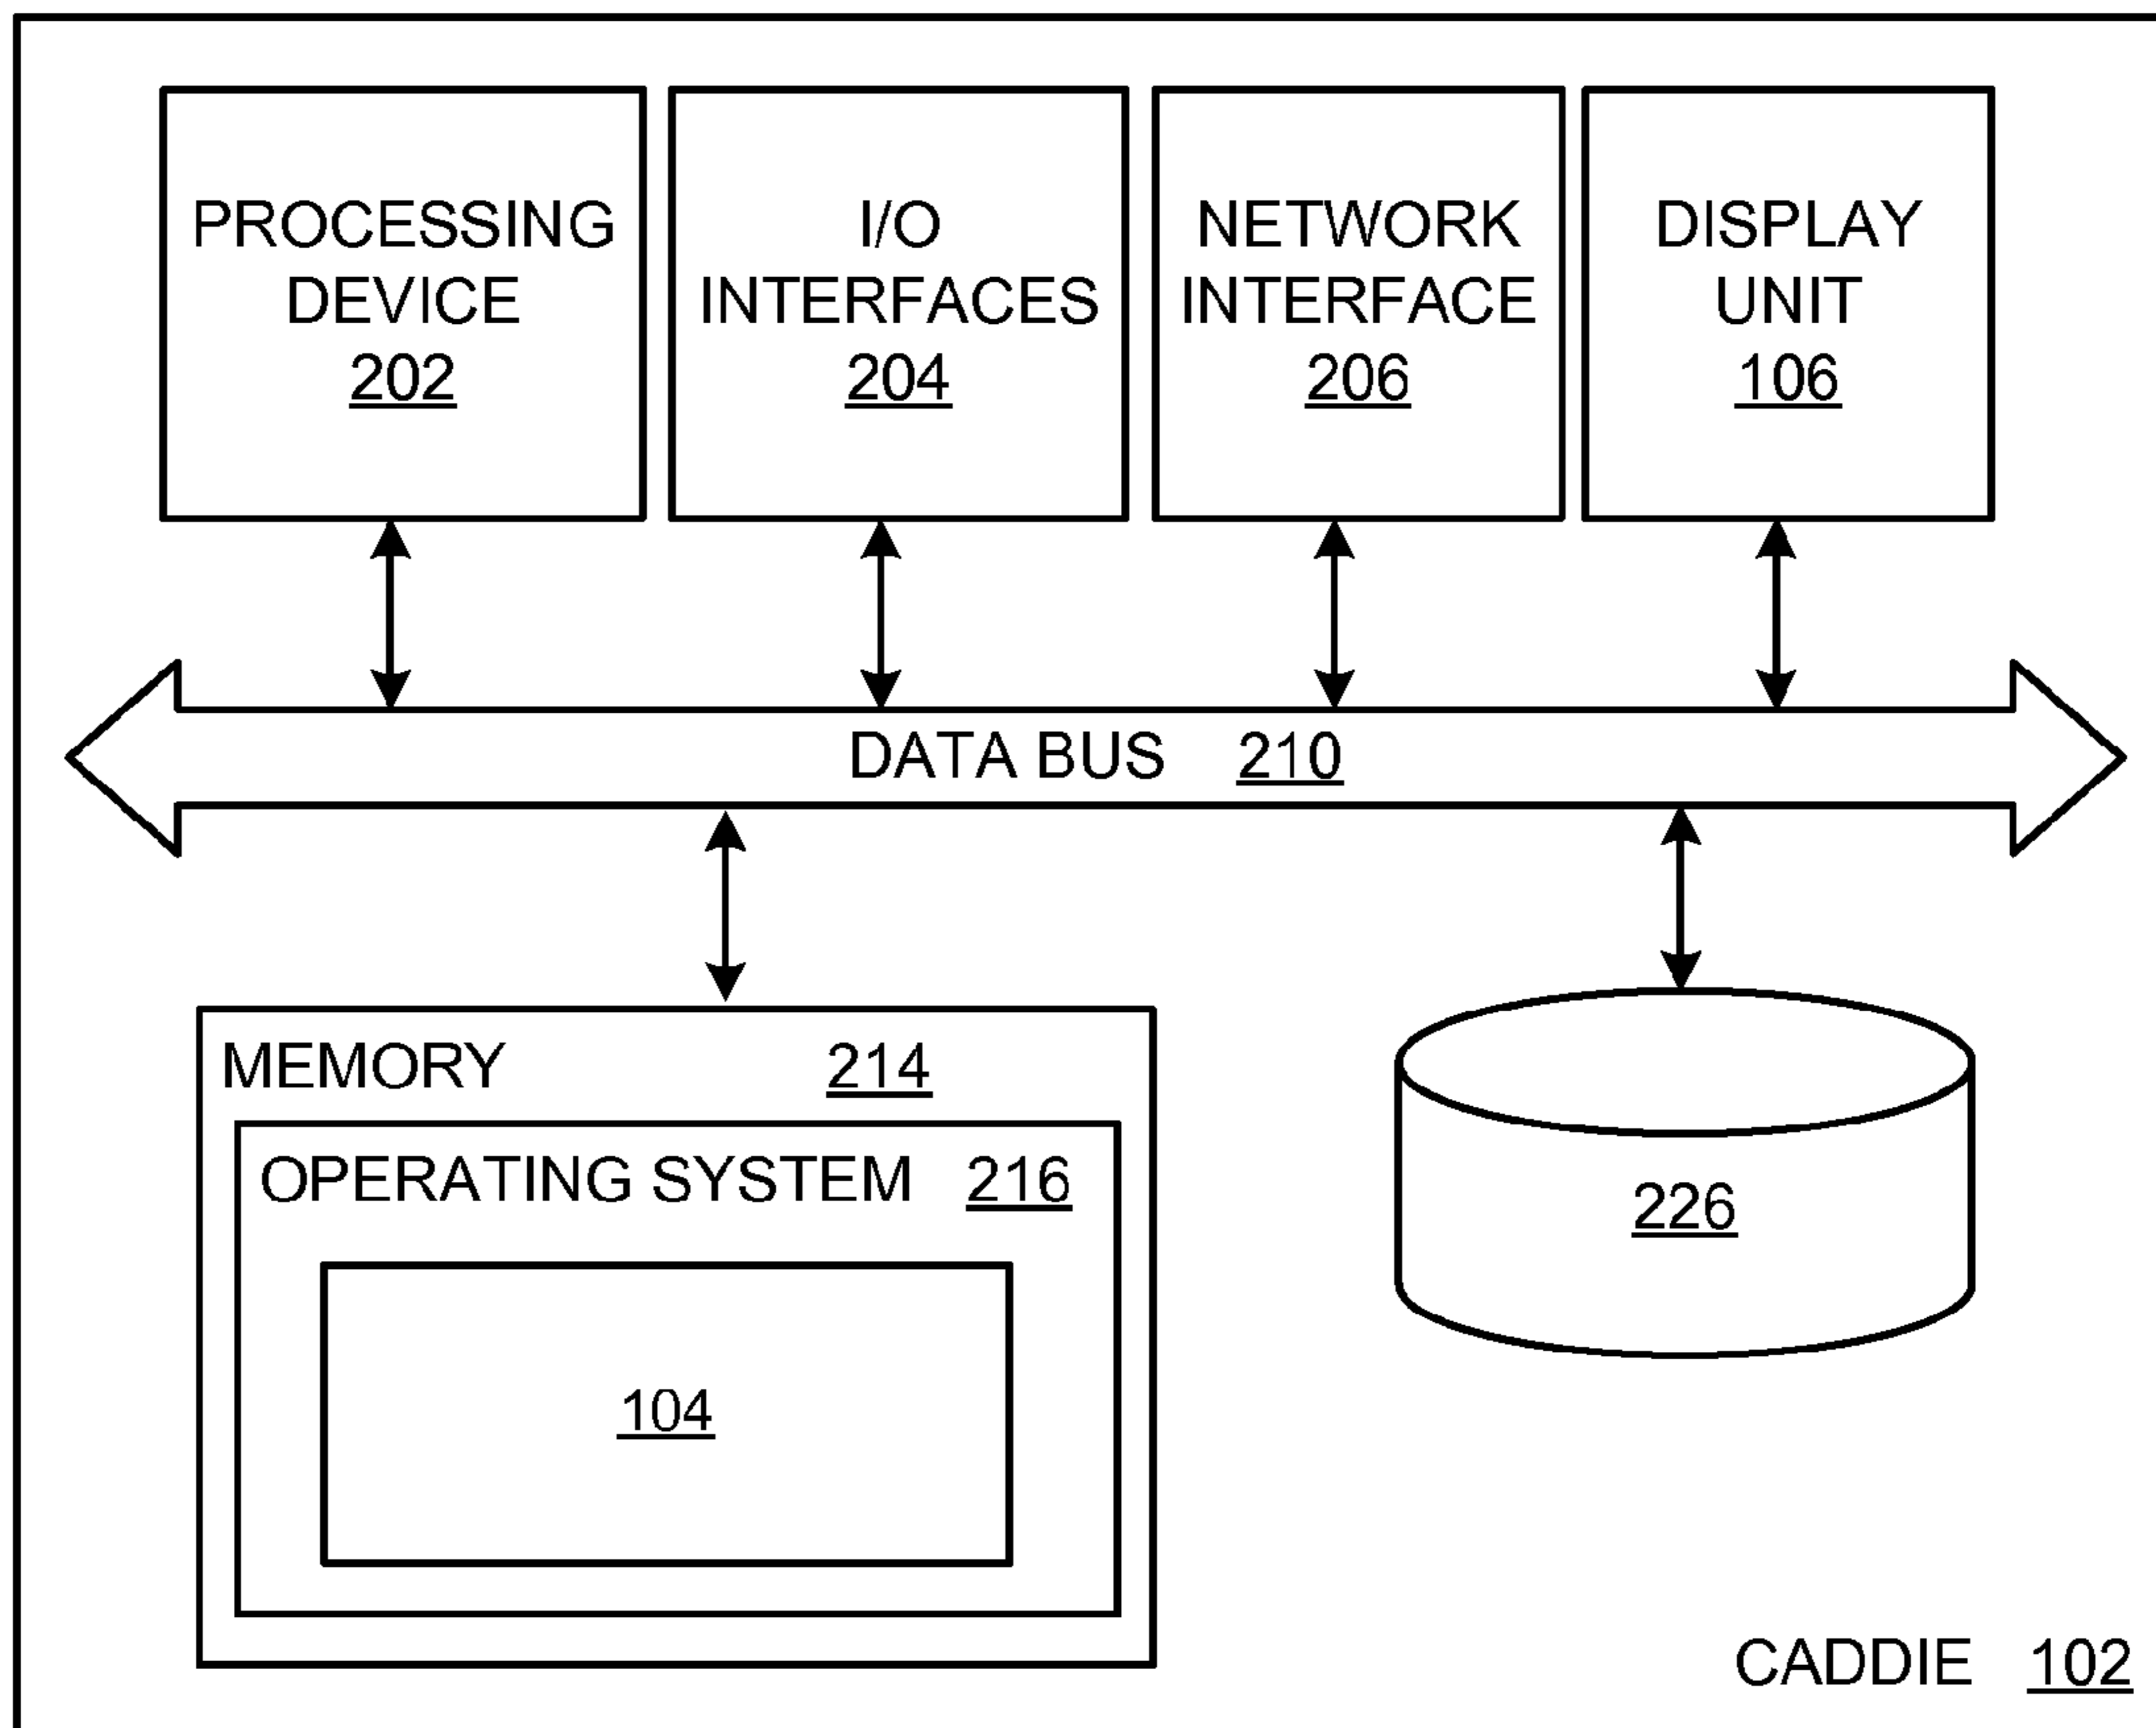 PROCESSING
DEVICE
202
I/O
INTERFACES
204
NETWORK
INTERFACE
206
DISPLAY
UNIT
106
DATA BUS 210
MEMORY 214
OPERATING SYSTEM 216
104
226
CADDIE 102